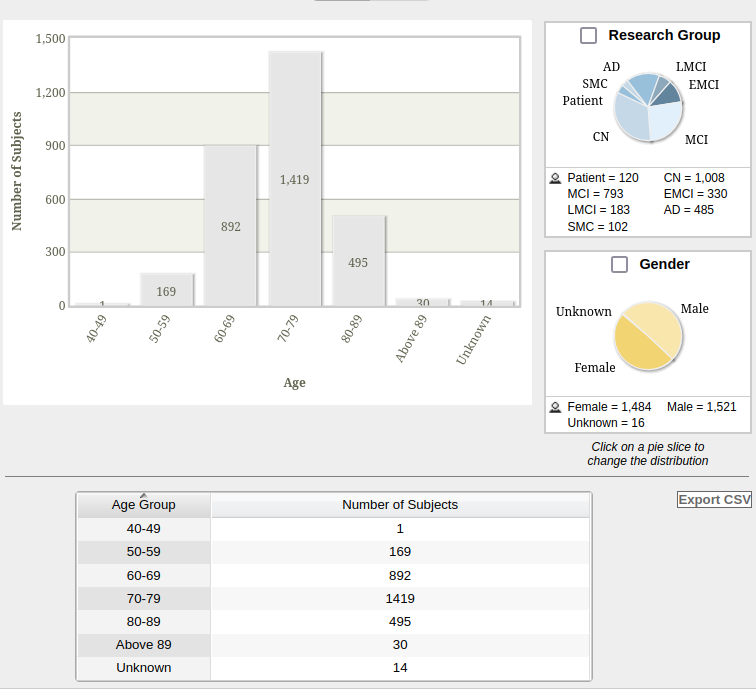 1,500
1,200
900
600
300
0
Number of Subjects
1
169
892
1,419
495
30
14
40-49
50-59
60-69
70-79
80-89
Above 89
Unknown
Age
Research Group
AD
LMCI
SMC
EMCI
Patient
CN
MCI
Patient = 120 CN = 1,008
MCI = 793 EMCI = 330
LMCI = 183 AD = 485
SMC = 102
Gender
Unknown
Male
Female
Female = 1,484 Male = 1,521
Unknown = 16
Click on a pie slice to
change the distribution
Export CSV
Age Group Number of Subjects
40-49 1
50-59 169
60-69 892
70-79 1419
80-89 495
Above 89 30
Unknown 14